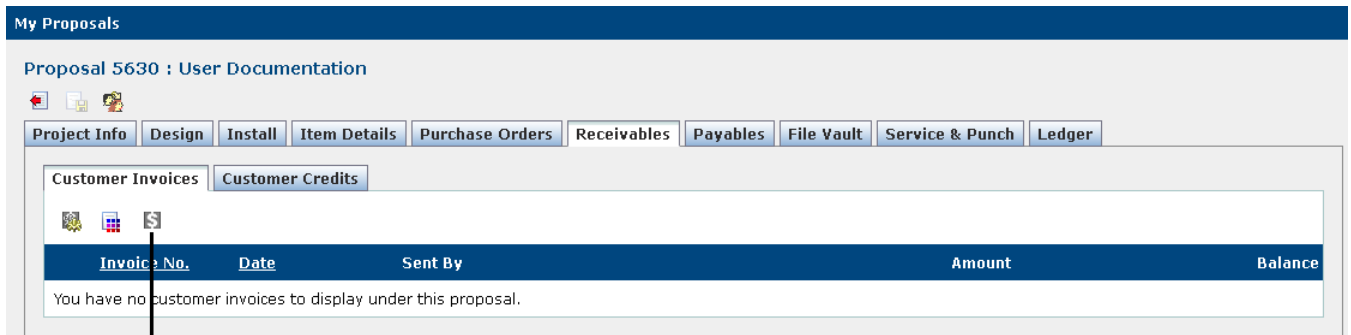 My Proposals
Proposal 5630 : User Documentation
Project Info Design Install Item Details Purchase Orders Receivables Payables File Vault Service & Punch Ledger
Customer Invoices Customer Credits
$
Invoice No. Date Sent By Amount Balance
You have no customer invoices to display under this proposal.